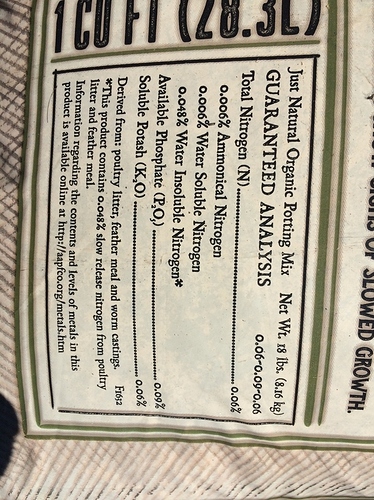 1 CU FT (28.3L)
Just Natural Organic Potting Mix Net Wt. 18 lbs. (8.16 kg)
GUARANTEED ANALYSIS 0.06-0.09-0.06
Total Nitrogen (N)..........0.06%
0.006% Ammonical Nitrogen
0.006% Water Soluble Nitrogen
0.048% Water Insoluble Nitrogen*
Available Phosphate (P₂O₅)..........0.09%
Soluble Potash (K₂O)..........0.06%
Derived from: poultry litter, feather meal and worm castings. F1632
*This product contains 0.048% slow release nitrogen from poultry
litter and feather meal.
Information regarding the contents and levels of metals in this
product is available online at http://aapfco.org/metals.htm
OF SLOWED GROWTH.